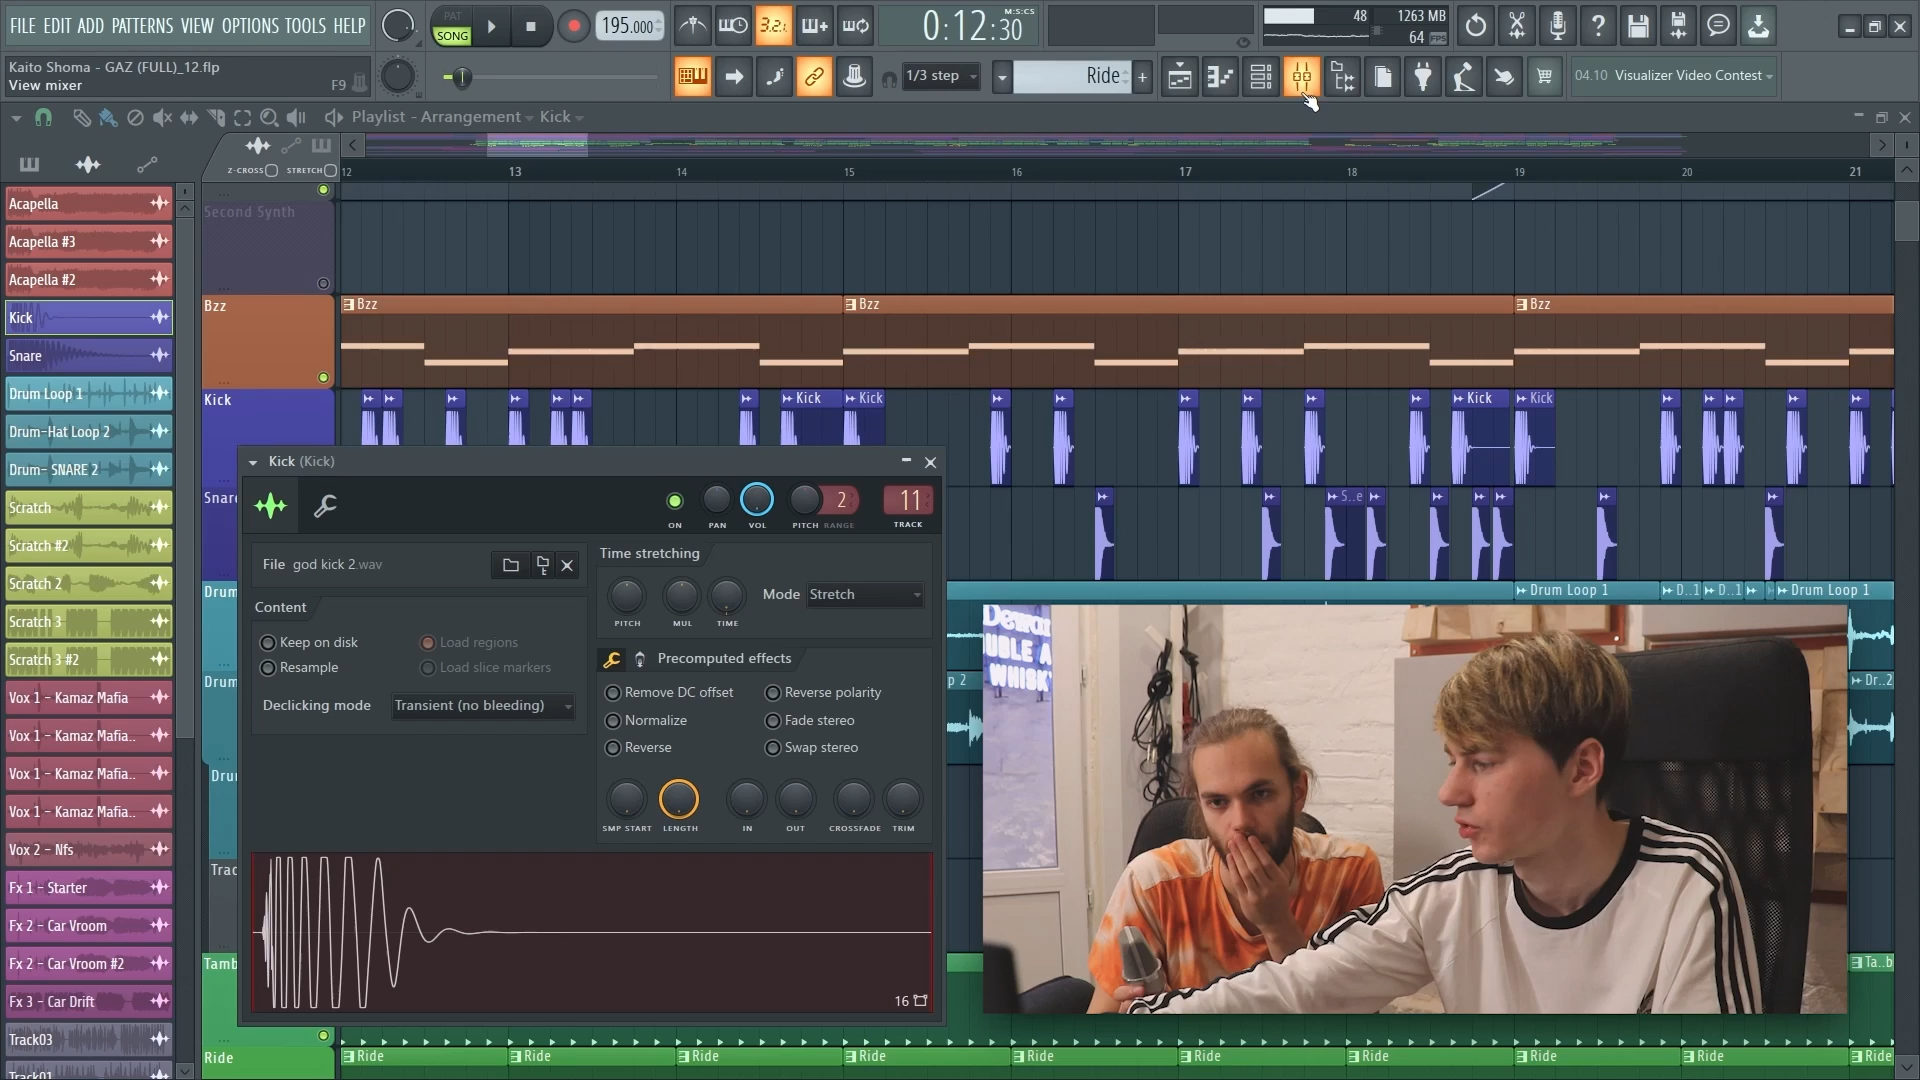 FILE EDIT ADD PATTERNS VIEW OPTIONS TOOLS HELP
PAT
SONG
195.000
3.2.
0:12:30
M:S:CS
48
1263 MB
64 FPS
Kaito Shoma - GAZ (FULL)_12.flp
View mixer
F9
1/3 step
Ride
04.10 Visualizer Video Contest
Playlist - Arrangement
Kick
Z-CROSS
STRETCH
12
13
14
15
16
17
18
19
20
21
Acapella
Acapella #3
Acapella #2
Kick
Snare
Drum Loop 1
Drum-Hat Loop 2
Drum- SNARE 2
Scratch
Scratch #2
Scratch 2
Scratch 3
Scratch 3 #2
Vox 1 - Kamaz Mafia
Vox 1 - Kamaz Mafia..
Vox 1 - Kamaz Mafia..
Vox 1 - Kamaz Mafia..
Vox 2 - Nfs
Fx 1 - Starter
Fx 2 - Car Vroom
Fx 2 - Car Vroom #2
Fx 3 - Car Drift
Track03
Track01
Second Synth
Bzz
Bzz
Bzz
Bzz
Kick
Kick
Kick
Kick
Kick
Snare
S..e
Drum
Drum Loop 1
D..1
D..1
Drum Loop 1
Drum
p 2
Dr..2
Dru
Trac
Tamb
Ta..b
Ride
Ride
Ride
Ride
Ride
Ride
Ride
Ride
Ride
Ride
Ride
Kick (Kick)
ON
PAN
VOL
PITCH
RANGE
2
11
TRACK
File god kick 2.wav
Content
Keep on disk
Load regions
Resample
Load slice markers
Declicking mode
Transient (no bleeding)
Time stretching
PITCH
MUL
TIME
Mode
Stretch
Precomputed effects
Remove DC offset
Reverse polarity
Normalize
Fade stereo
Reverse
Swap stereo
SMP START
LENGTH
IN
OUT
CROSSFADE
TRIM
16
WHISK